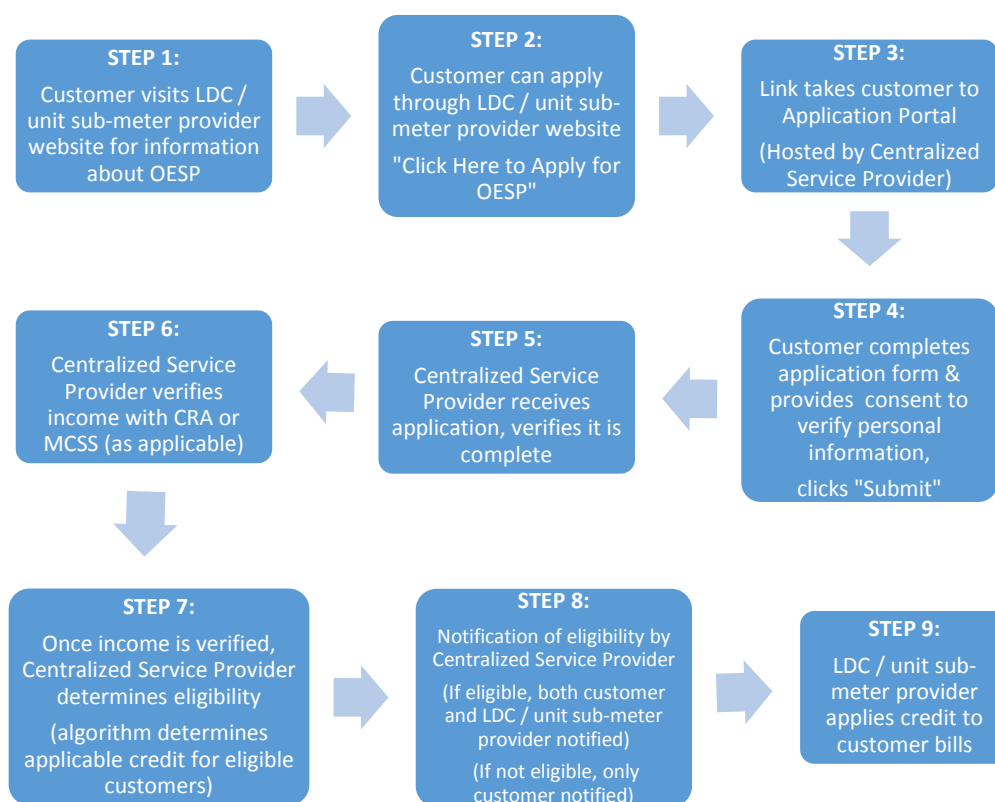 STEP 1:
Customer visits LDC /
unit sub-meter provider
website for information
about OESP
STEP 2:
Customer can apply
through LDC / unit sub-
meter provider website
"Click Here to Apply for
OESP"
STEP 3:
Link takes customer to
Application Portal
(Hosted by Centralized
Service Provider)
STEP 4:
Customer completes
application form &
provides consent to
verify personal
information,
clicks "Submit"
STEP 5:
Centralized Service
Provider receives
application, verifies it is
complete
STEP 6:
Centralized Service
Provider verifies
income with CRA or
MCSS (as applicable)
STEP 7:
Once income is verified,
Centralized Service Provider
determines eligibility
(algorithm determines
applicable credit for eligible
customers)
STEP 8:
Notification of eligibility by
Centralized Service Provider
(If eligible, both customer
and LDC / unit sub-meter
provider notified)
(If not eligible, only
customer notified)
STEP 9:
LDC / unit sub-
meter provider
applies credit to
customer bills